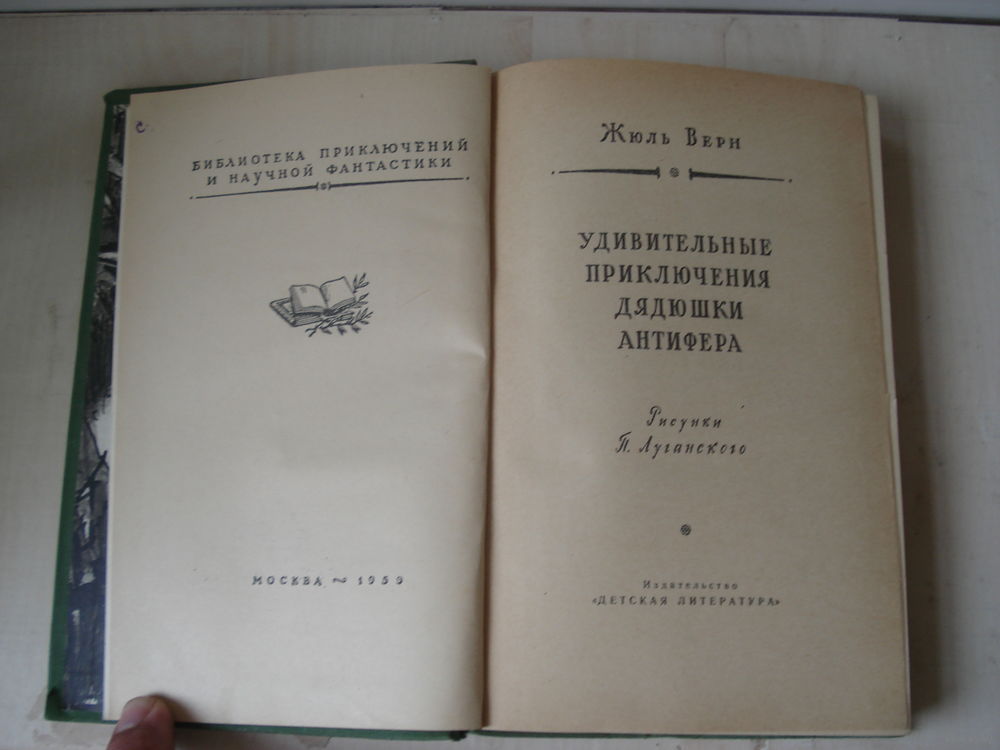 БИБЛИОТЕКА ПРИКЛЮЧЕНИЙ
И НАУЧНОЙ ФАНТАСТИКИ
МОСКВА ~ 1959
Жюль Верн
УДИВИТЕЛЬНЫЕ
ПРИКЛЮЧЕНИЯ
ДЯДЮШКИ
АНТИФЕРА
Рисунки
П. Луганского
Издательство
«ДЕТСКАЯ ЛИТЕРАТУРА»